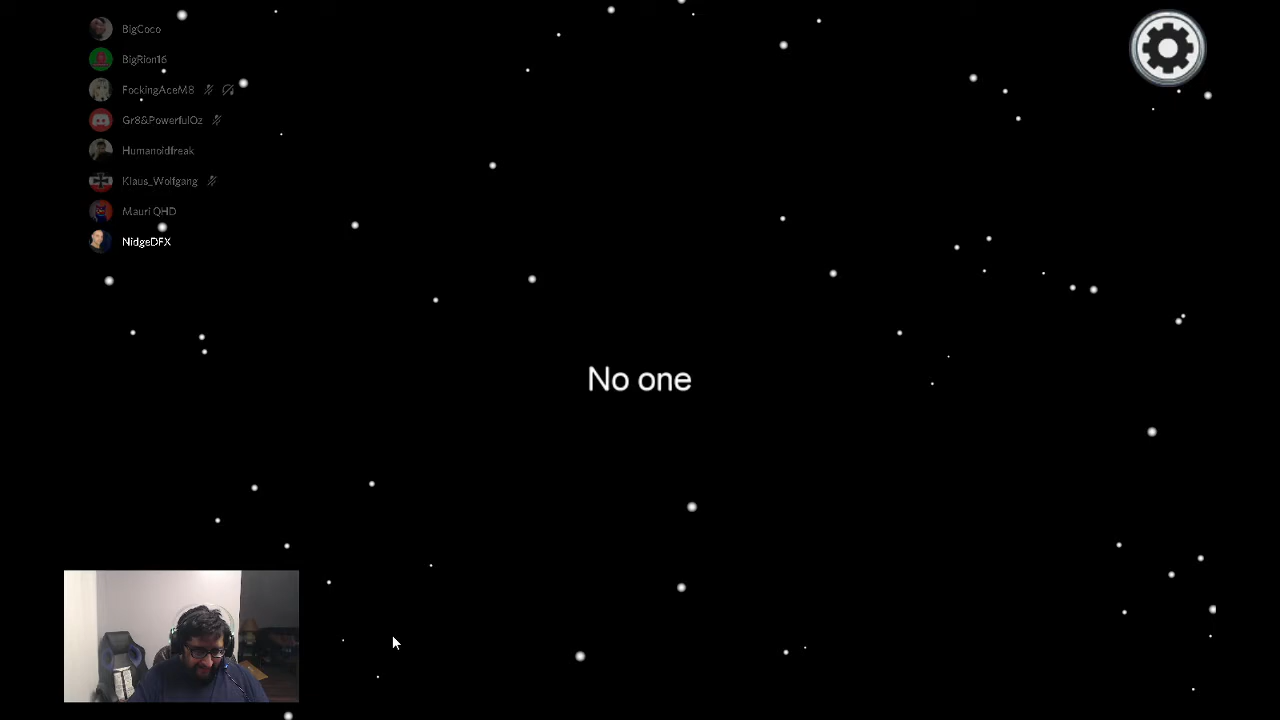 BigCoco
BigRion16
FockingAceM8
Gr8&PowerfulOz
Humanoidfreak
Klaus_Wolfgang
Mauri QHD
NidgeDFX
No one